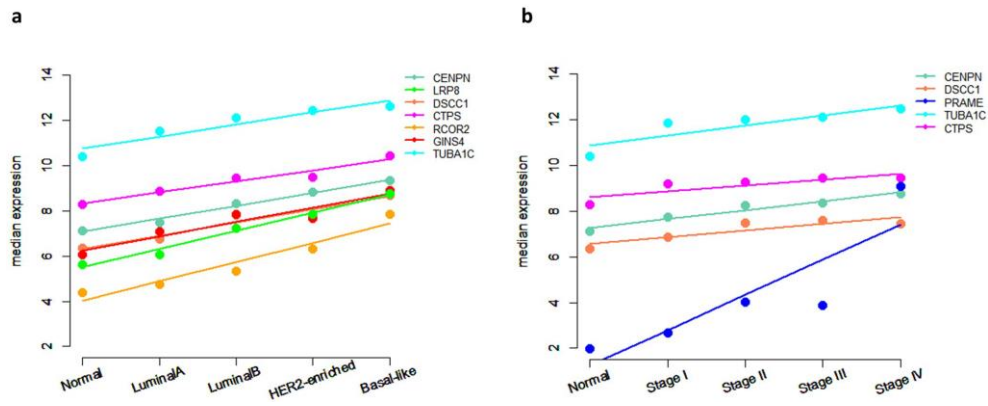 a
median expression
14
12
10
8
6
4
2
Normal
LuminalA
LuminalB
HER2-enriched
Basal-like
CENPN
LRP8
DSCC1
CTPS
RCOR2
GINS4
TUBA1C
b
median expression
14
12
10
8
6
4
2
Normal
Stage I
Stage II
Stage III
Stage IV
CENPN
DSCC1
PRAME
TUBA1C
CTPS